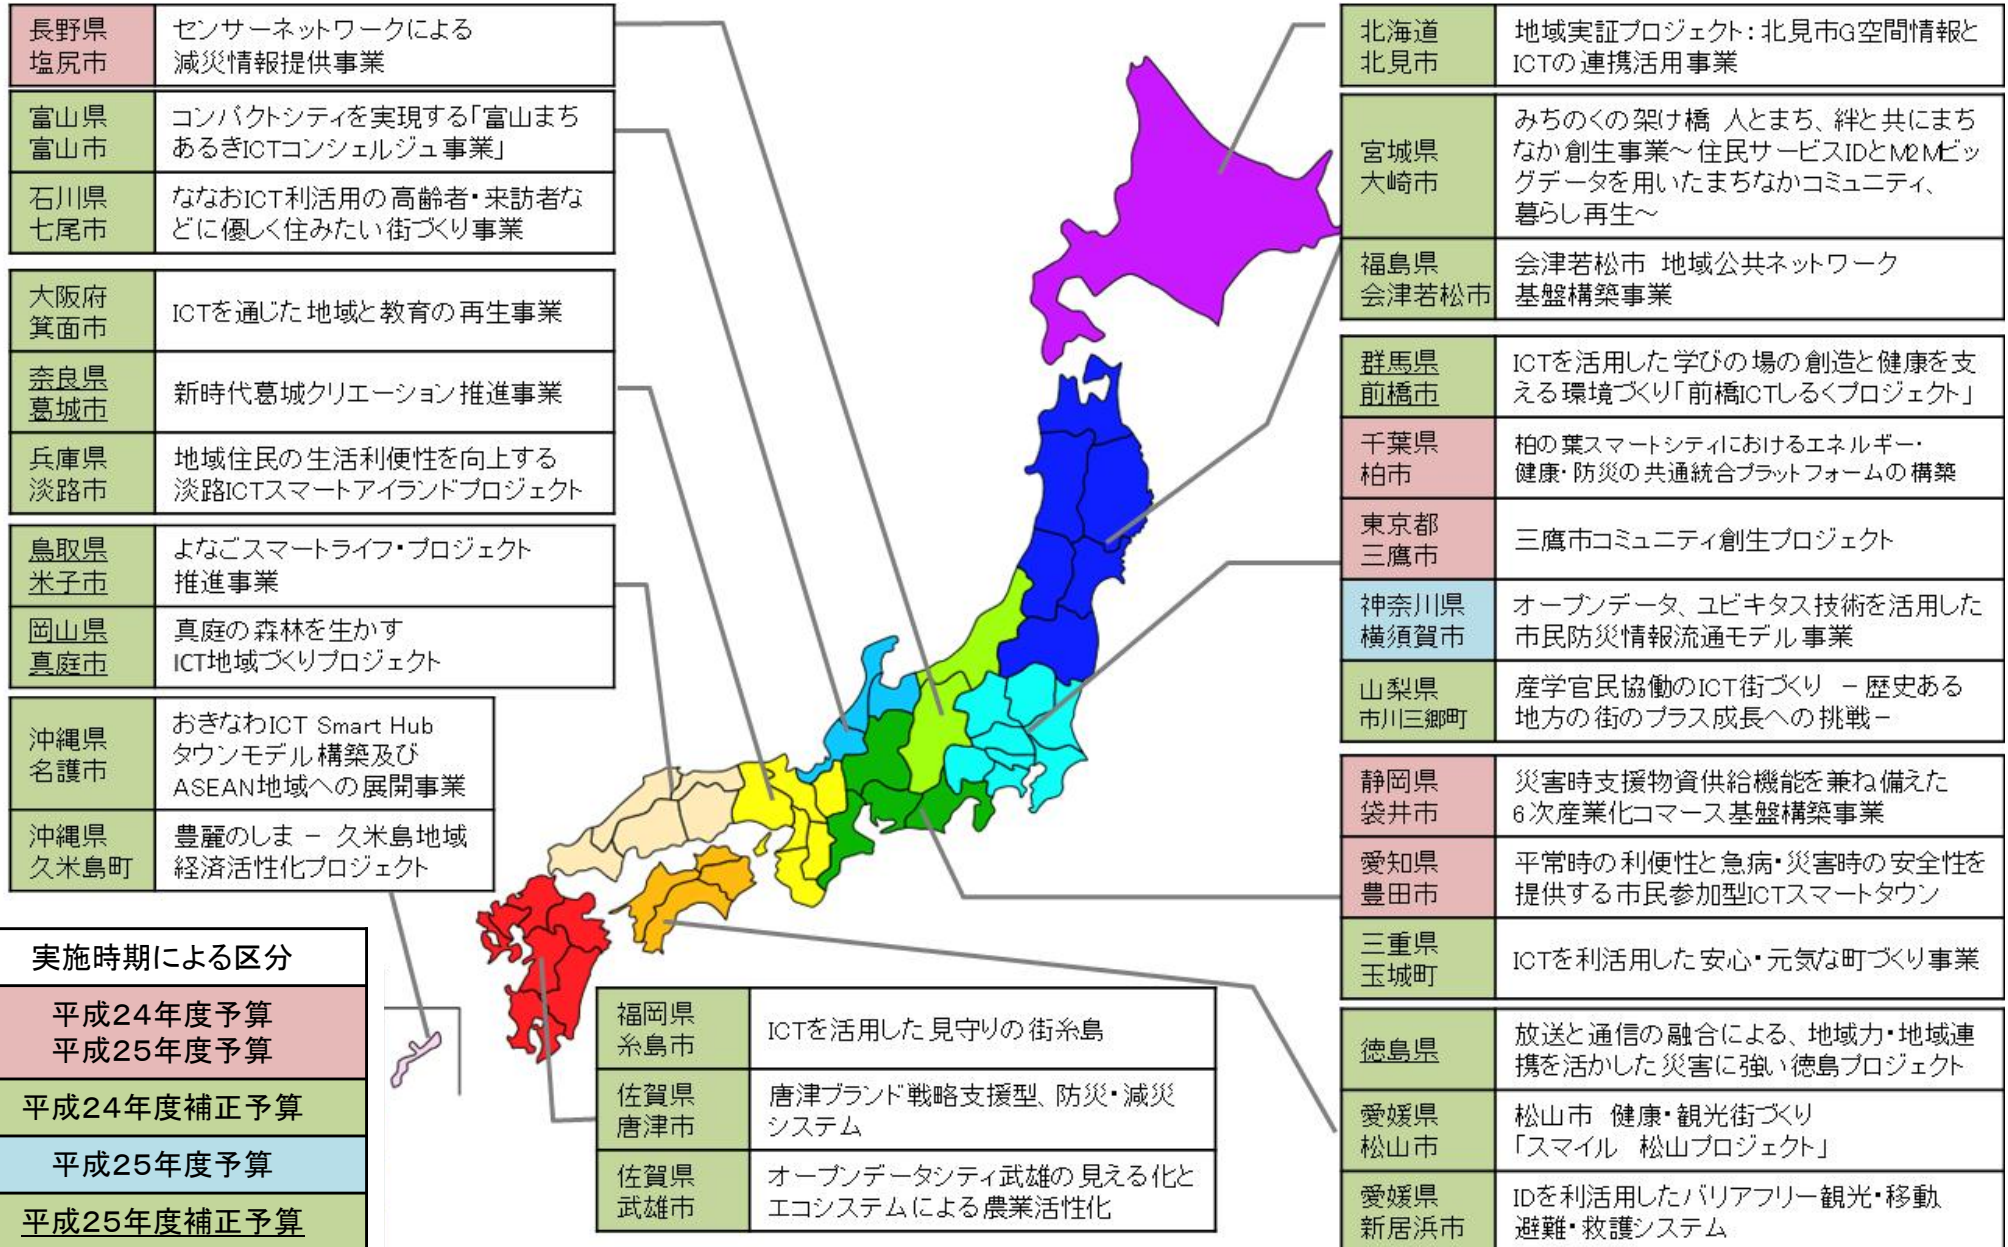 長野県
塩尻市
センサーネットワークによる
減災情報提供事業
富山県
富山市
コンパクトシティを実現する「富山まち
あるきICTコンシェルジュ事業」
石川県
七尾市
ななおICT利活用の高齢者・来訪者な
どに優しく住みたい街づくり事業
大阪府
箕面市
ICTを通じた地域と教育の再生事業
奈良県
葛城市
新時代葛城クリエーション推進事業
兵庫県
淡路市
地域住民の生活利便性を向上する
淡路ICTスマートアイランドプロジェクト
鳥取県
米子市
よなごスマートライフ・プロジェクト
推進事業
岡山県
真庭市
真庭の森林を生かす
ICT地域づくりプロジェクト
沖縄県
名護市
おきなわICT Smart Hub
タウンモデル構築及び
ASEAN地域への展開事業
沖縄県
久米島町
豊麗のしま － 久米島地域
経済活性化プロジェクト
実施時期による区分
平成24年度予算
平成25年度予算
平成24年度補正予算
平成25年度予算
平成25年度補正予算
福岡県
糸島市
ICTを活用した見守りの街糸島
佐賀県
唐津市
唐津ブランド戦略支援型、防災・減災
システム
佐賀県
武雄市
オープンデータシティ武雄の見える化と
エコシステムによる農業活性化
北海道
北見市
地域実証プロジェクト：北見市G空間情報と
ICTの連携活用事業
宮城県
大崎市
みちのくの架け橋 人とまち、絆と共にまち
なか創生事業～住民サービスIDとM2Mビッ
グデータを用いたまちなかコミュニティ、
暮らし再生～
福島県
会津若松市
会津若松市 地域公共ネットワーク
基盤構築事業
群馬県
前橋市
ICTを活用した学びの場の創造と健康を支
える環境づくり「前橋ICTしるくプロジェクト」
千葉県
柏市
柏の葉スマートシティにおけるエネルギー・
健康・防災の共通統合プラットフォームの構築
東京都
三鷹市
三鷹市コミュニティ創生プロジェクト
神奈川県
横須賀市
オープンデータ、ユビキタス技術を活用した
市民防災情報流通モデル事業
山梨県
市川三郷町
産学官民協働のICT街づくり －歴史ある
地方の街のプラス成長への挑戦－
静岡県
袋井市
災害時支援物資供給機能を兼ね備えた
6次産業化コマース基盤構築事業
愛知県
豊田市
平常時の利便性と急病・災害時の安全性を
提供する市民参加型ICTスマートタウン
三重県
玉城町
ICTを利活用した安心・元気な町づくり事業
徳島県
放送と通信の融合による、地域力・地域連
携を活かした災害に強い徳島プロジェクト
愛媛県
松山市
松山市 健康・観光街づくり
「スマイル 松山プロジェクト」
愛媛県
新居浜市
IDを利活用したバリアフリー観光・移動
避難・救護システム